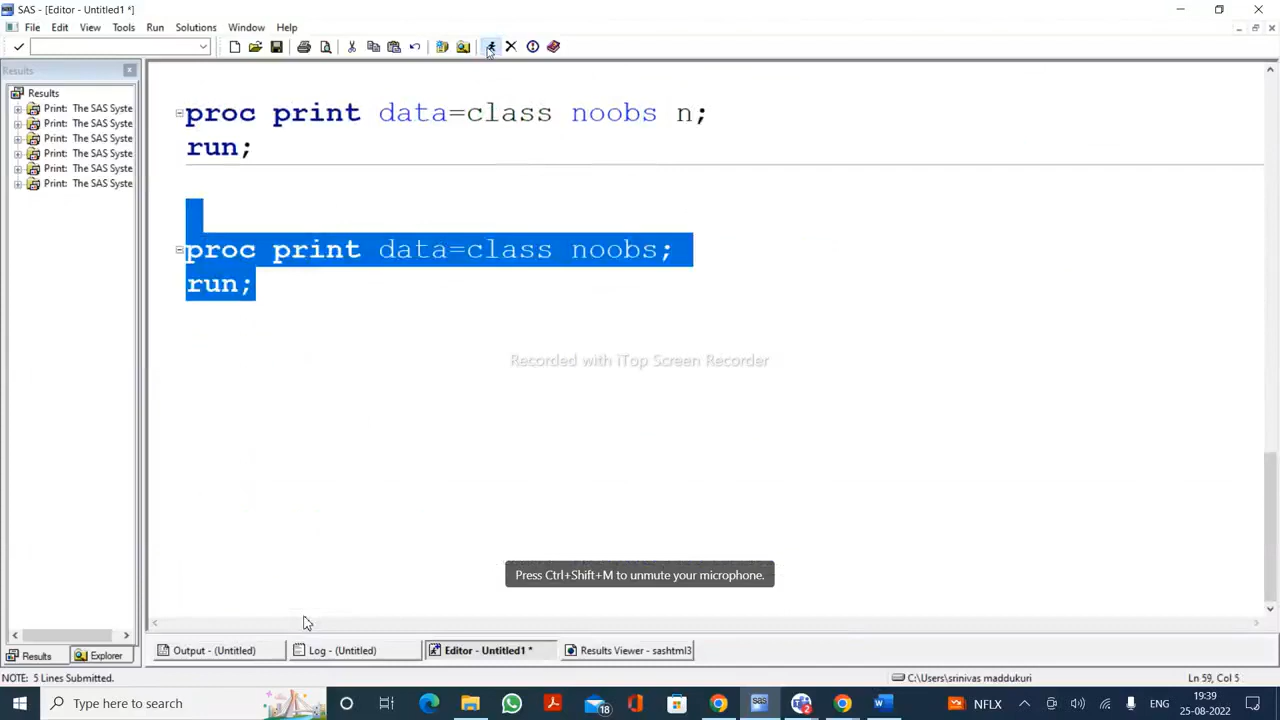 SAS - [Editor - Untitled1 *]
File Edit View Tools Run Solutions Window Help
Results
Results
Print: The SAS Syste
Print: The SAS Syste
Print: The SAS Syste
Print: The SAS Syste
Print: The SAS Syste
Print: The SAS Syste
proc print data=class noobs n;
run;
proc print data=class noobs;
run;
Recorded with iTop Screen Recorder
Press Ctrl+Shift+M to unmute your microphone.
Results Explorer
Output - (Untitled) Log - (Untitled) Editor - Untitled1 * Results Viewer - sashtml3
NOTE: 5 Lines Submitted. C:\Users\srinivas maddukuri Ln 59, Col 5
Type here to search
18
2
NFLX
ENG
19:39
25-08-2022